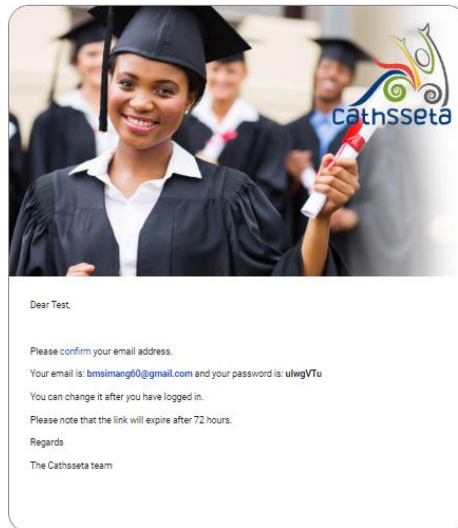 cathsseta
Dear Test,
Please confirm your email address.
Your email is: bmsimang60@gmail.com and your password is: ulwgVTu
You can change it after you have logged in.
Please note that the link will expire after 72 hours.
Regards
The Cathsseta team